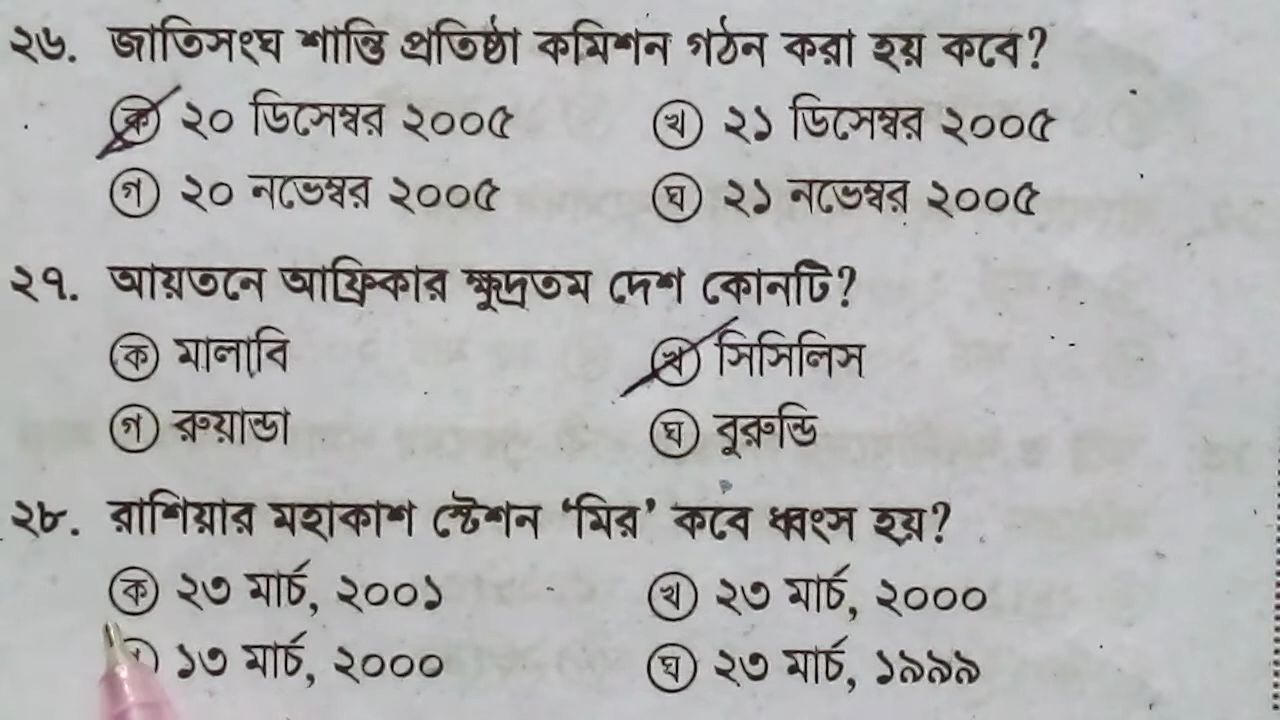 ২৬. জাতিসংঘ শান্তি প্রতিষ্ঠা কমিশন গঠন করা হয় কবে?
ক ২০ ডিসেম্বর ২০০৫ খ ২১ ডিসেম্বর ২০০৫
গ ২০ নভেম্বর ২০০৫ ঘ ২১ নভেম্বর ২০০৫
২৭. আয়তনে আফ্রিকার ক্ষুদ্রতম দেশ কোনটি?
ক মালাবি খ সিসিলিস
গ রুয়ান্ডা ঘ বুরুন্ডি
২৮. রাশিয়ার মহাকাশ স্টেশন ‘মির’ কবে ধ্বংস হয়?
ক ২৩ মার্চ, ২০০১ খ ২৩ মার্চ, ২০০০
১৩ মার্চ, ২০০০ ঘ ২৩ মার্চ, ১৯৯৯